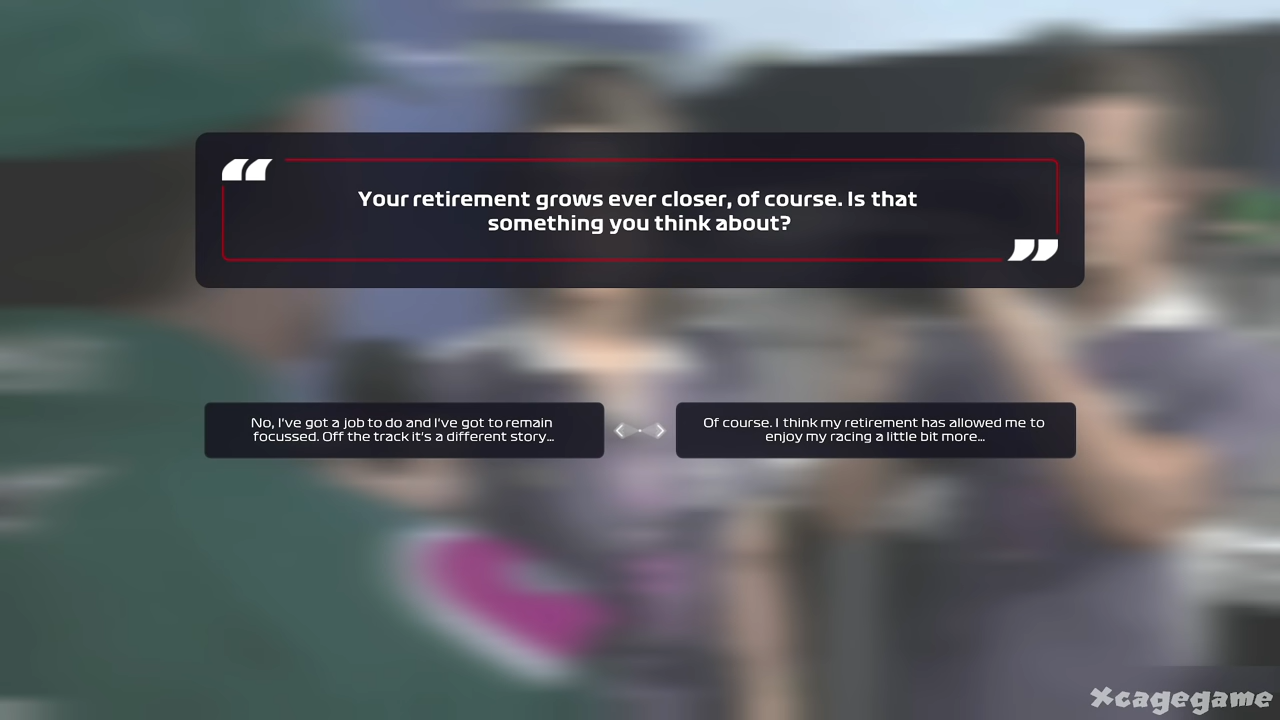 Your retirement grows ever closer, of course. Is that
something you think about?
No, I've got a job to do and I've got to remain
focussed. Off the track it's a different story...
Of course. I think my retirement has allowed me to
enjoy my racing a little bit more...
Xcagegame